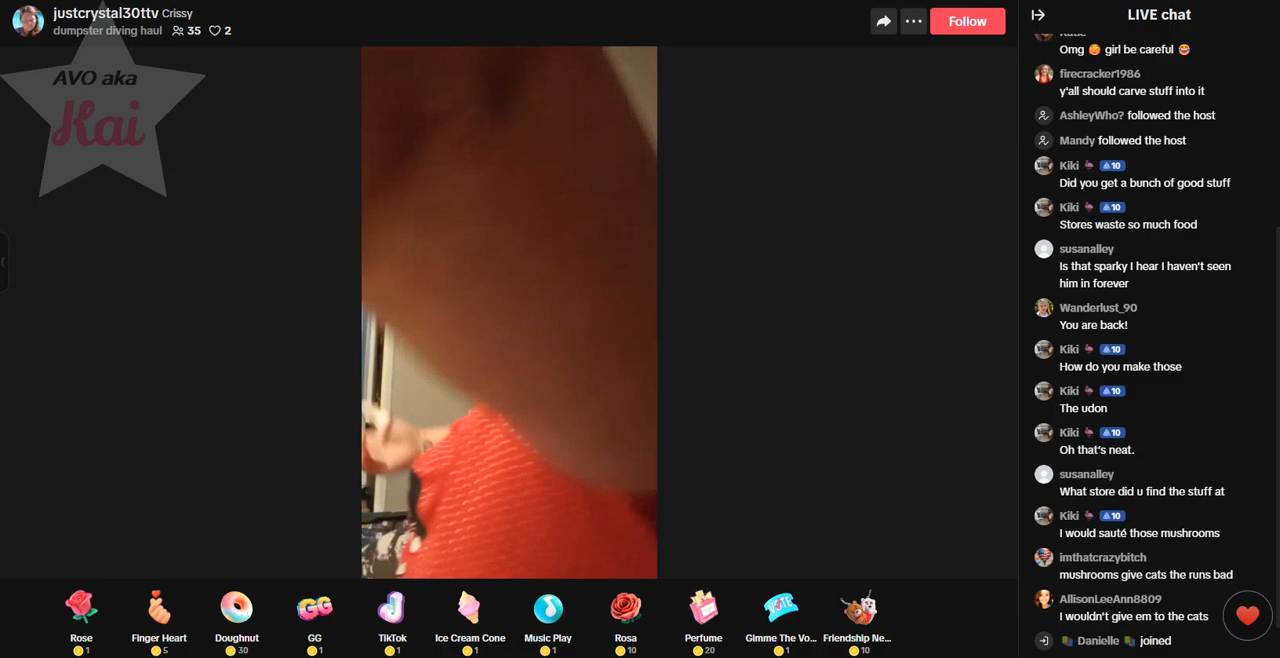 justcrystal30ttv Crissy
dumpster diving haul 35 2
Follow
AVO aka
Kai
LIVE chat
Omg girl be careful
firecracker1986
y'all should carve stuff into it
AshleyWho? followed the host
Mandy followed the host
Kiki 10
Did you get a bunch of good stuff
Kiki 10
Stores waste so much food
susanalley
Is that sparky I hear I haven't seen
him in forever
Wanderlust_90
You are back!
Kiki 10
How do you make those
Kiki 10
The udon
Kiki 10
Oh that's neat.
susanalley
What store did u find the stuff at
Kiki 10
I would sauté those mushrooms
imthatcrazybitch
mushrooms give cats the runs bad
AllisonLeeAnn8809
I wouldn't give em to the cats
Danielle joined
Rose
1
Finger Heart
5
Doughnut
30
GG
1
TikTok
1
Ice Cream Cone
1
Music Play
1
Rosa
10
Perfume
20
Gimme The Vo...
1
Friendship Ne...
10